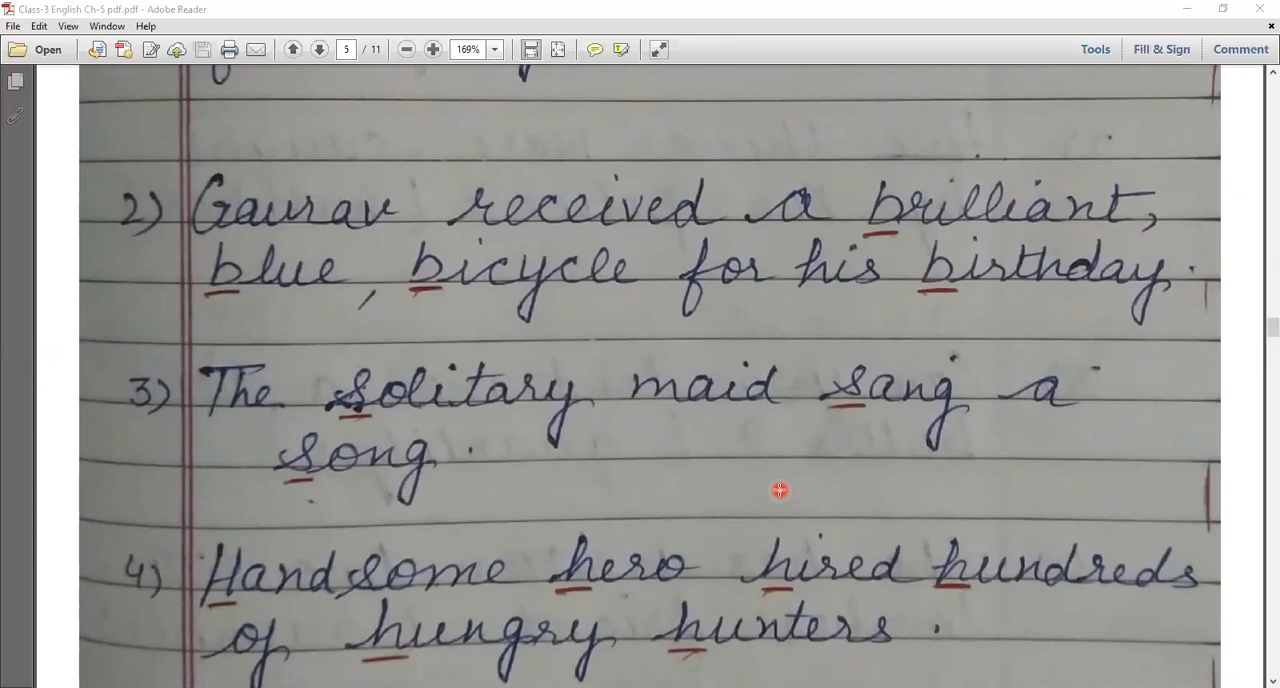 Class-3 English Ch-5 pdf.pdf - Adobe Reader
File Edit View Window Help
Open 5 / 11 169% Tools Fill & Sign Comment
2) Gaurav received a brilliant,
blue, bicycle for his birthday.
3) The solitary maid sang a
song.
4) Handsome hero hired hundreds
of hungry hunters.